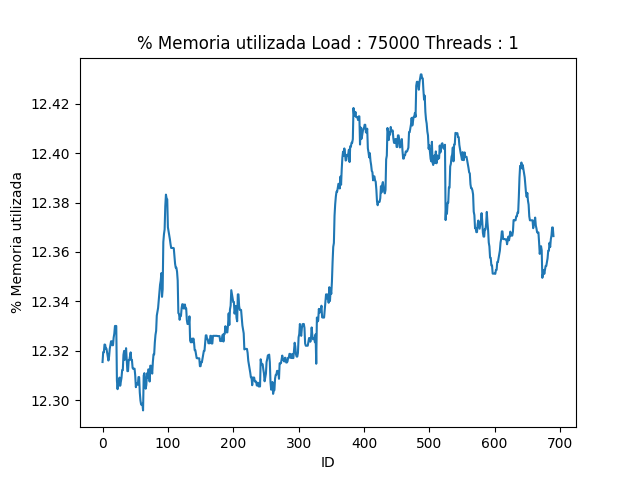 % Memoria utilizada Load : 75000 Threads : 1
% Memoria utilizada
12.42
12.40
12.38
12.36
12.34
12.32
12.30
0 100 200 300 400 500 600 700
ID